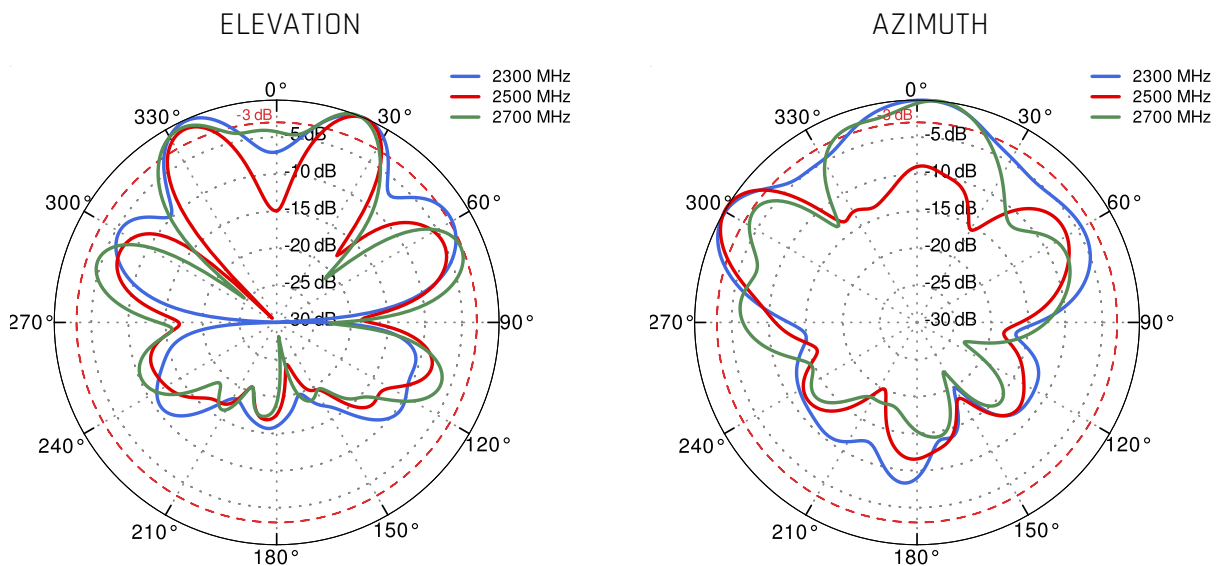 ELEVATION
2300 MHz
2500 MHz
2700 MHz
0°
30°
60°
90°
120°
150°
180°
210°
240°
270°
300°
330°
-3 dB
-5 dB
-10 dB
-15 dB
-20 dB
-25 dB
-30 dB
AZIMUTH
2300 MHz
2500 MHz
2700 MHz
0°
30°
60°
90°
120°
150°
180°
210°
240°
270°
300°
330°
-3 dB
-5 dB
-10 dB
-15 dB
-20 dB
-25 dB
-30 dB